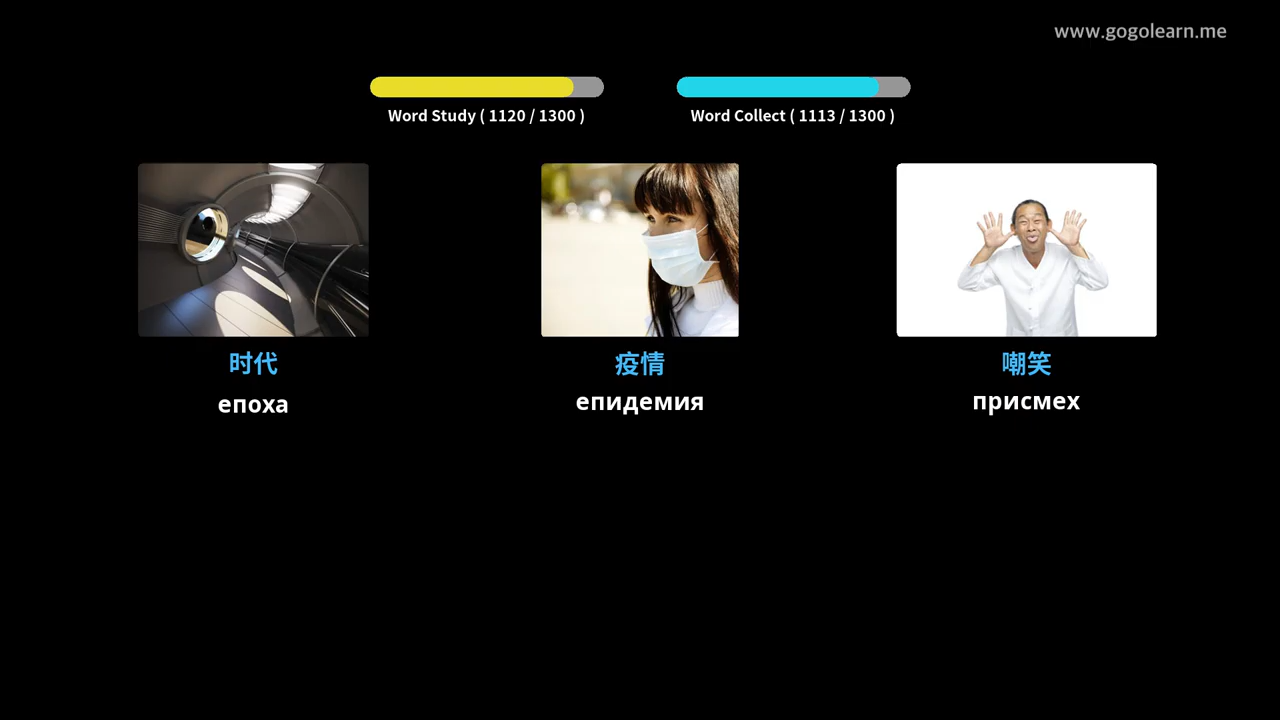 www.gogolearn.me
Word Study ( 1120 / 1300 )
Word Collect ( 1113 / 1300 )
时代
епоха
疫情
епидемия
嘲笑
присмех